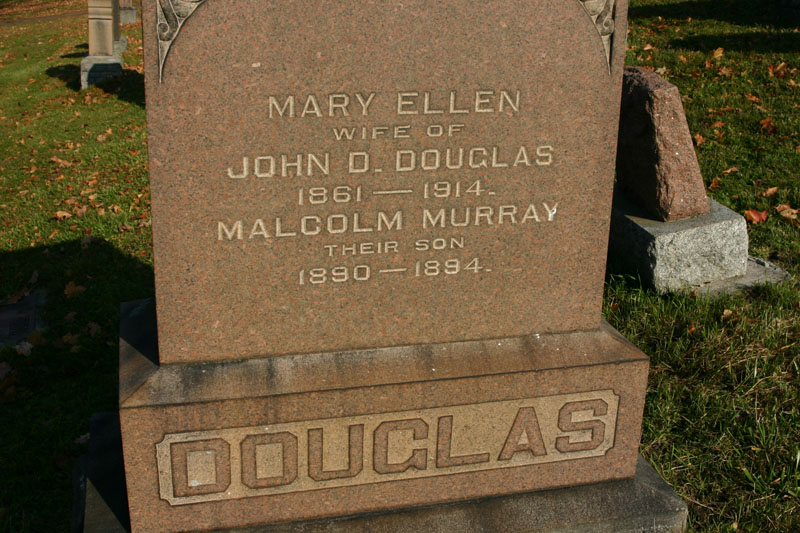 MARY ELLEN
WIFE OF
JOHN D. DOUGLAS
1861 — 1914.
MALCOLM MURRAY
THEIR SON
1890 — 1894.
DOUGLAS